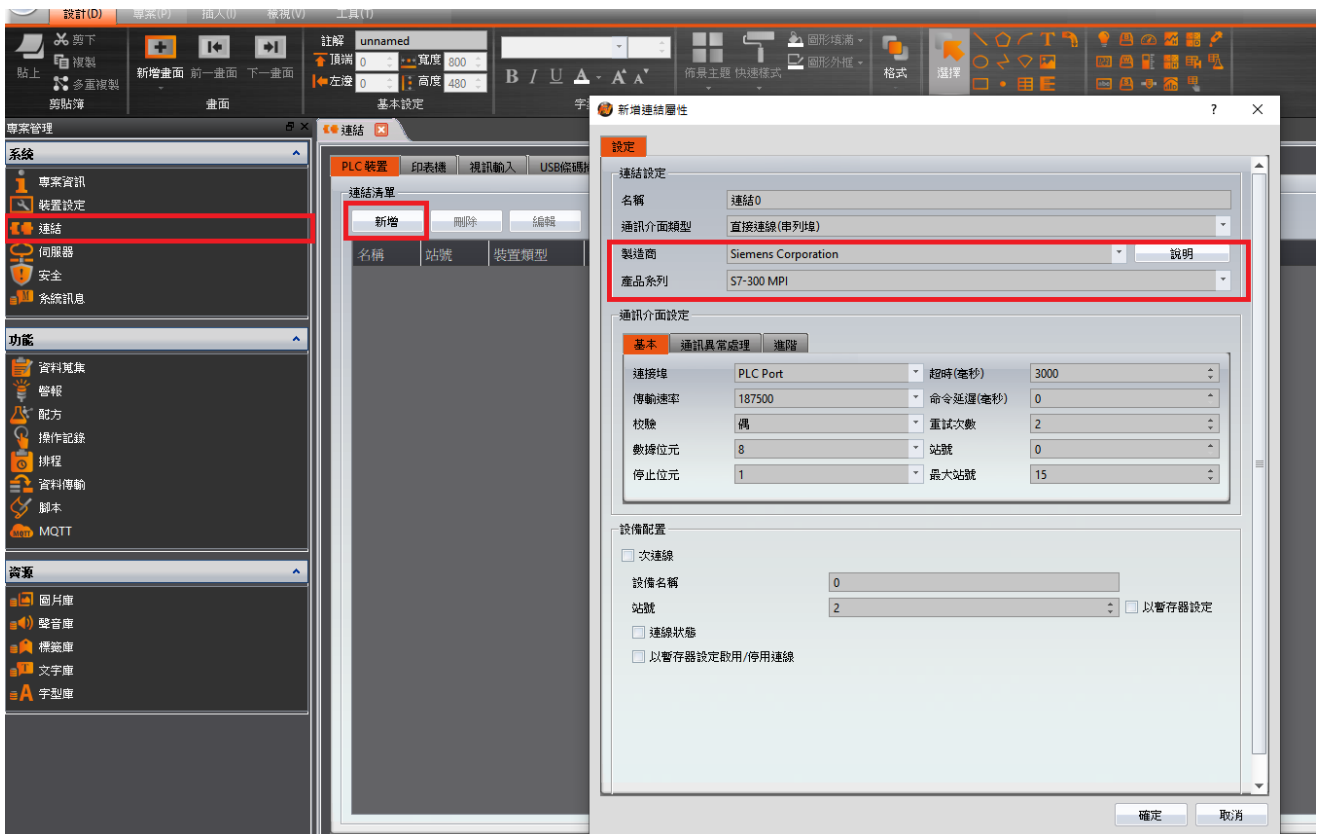 設計(D) 專案(P) 插入(I) 檢視(V) 工具(T)
貼上
剪下
複製
多重複製
剪貼簿
新增畫面 前一畫面 下一畫面
畫面
註解 unnamed
頂端 0 寬度 800
左邊 0 高度 480
基本設定
B I U A A A
佈景主題 快速樣式
圖形填滿
圖形外框
格式
選擇
專案管理
系統
專案資訊
裝置設定
連結
伺服器
安全
系統訊息
功能
資料蒐集
警報
配方
操作記錄
排程
資料傳輸
腳本
MQTT
資源
圖片庫
聲音庫
標籤庫
文字庫
字型庫
連結
PLC 裝置 印表機 視訊輸入 USB條碼
連結清單
新增 刪除 編輯
名稱 站號 裝置類型
新增連結屬性 ?
設定
連結設定
名稱 連結0
通訊介面類型 直接連線(串列埠)
製造商 Siemens Corporation 說明
產品系列 S7-300 MPI
通訊介面設定
基本 通訊異常處理 進階
連接埠 PLC Port 超時(毫秒) 3000
傳輸速率 187500 命令延遲(毫秒) 0
校驗 偶 重試次數 2
數據位元 8 站號 0
停止位元 1 最大站號 15
設備配置
次連線
設備名稱 0
站號 2 以暫存器設定
連線狀態
以暫存器設定啟用/停用連線
確定 取消